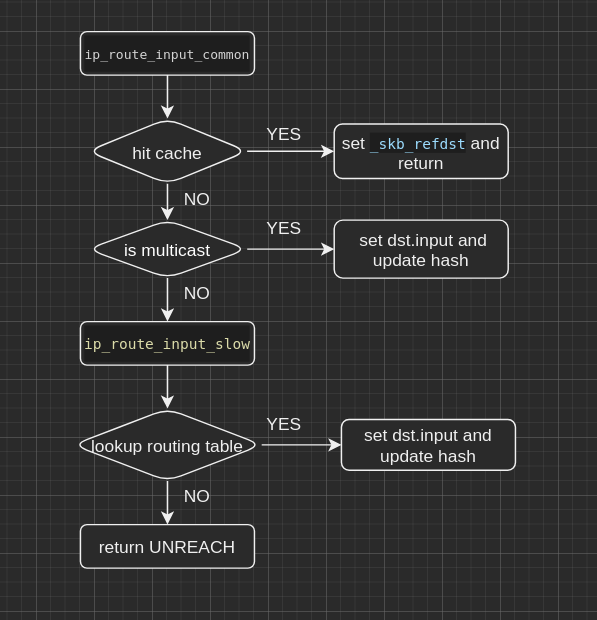 ip_route_input_common
hit cache
YES
set _skb_refdst and
return
NO
is multicast
YES
set dst.input and
update hash
NO
ip_route_input_slow
lookup routing table
YES
set dst.input and
update hash
NO
return UNREACH